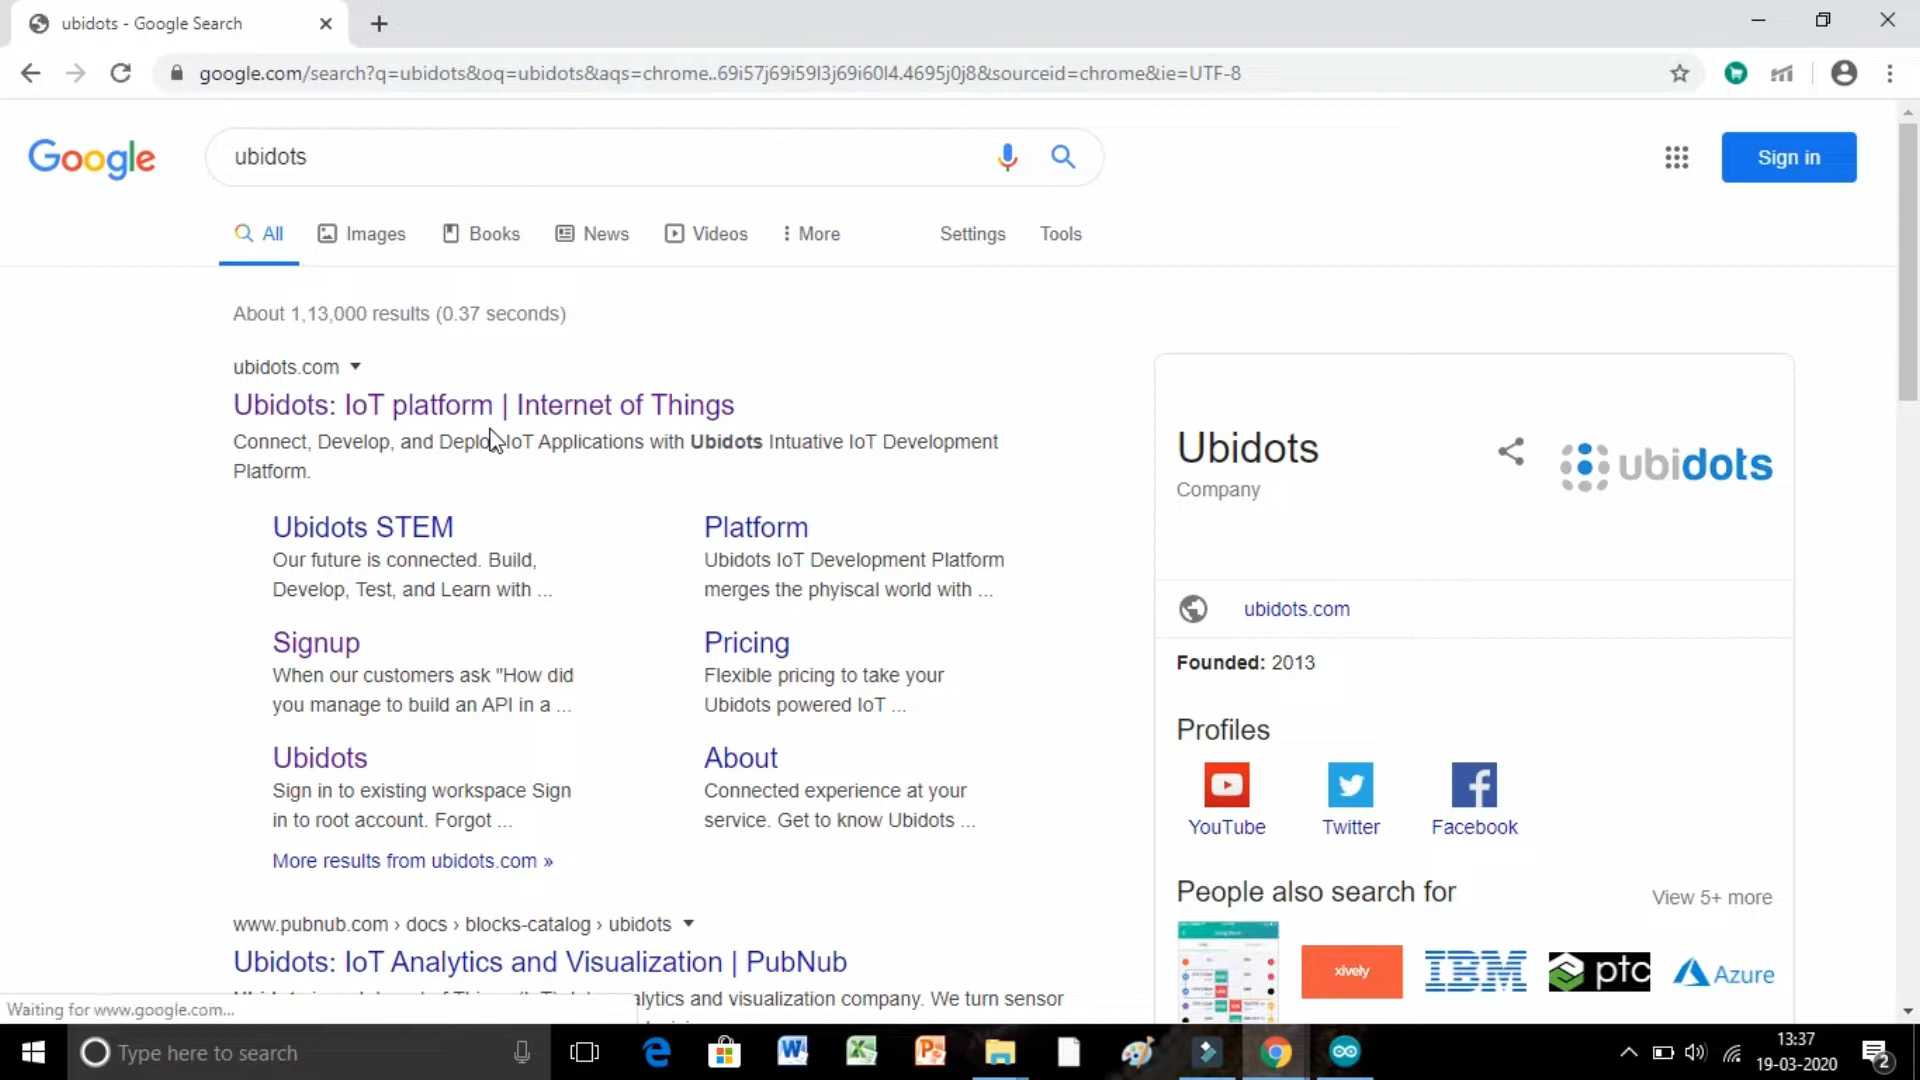 ubidots - Google Search
google.com/search?q=ubidots&oq=ubidots&aqs=chrome..69i57j69i59l3j69i60l4.4695j0j8&sourceid=chrome&ie=UTF-8
Google
ubidots
Sign in
All Images Books News Videos More Settings Tools
About 1,13,000 results (0.37 seconds)
ubidots.com
Ubidots: IoT platform | Internet of Things
Connect, Develop, and Deploy IoT Applications with Ubidots Intuative IoT Development
Platform.
Ubidots STEM
Our future is connected. Build,
Develop, Test, and Learn with ...
Platform
Ubidots IoT Development Platform
merges the phyiscal world with ...
Signup
When our customers ask "How did
you manage to build an API in a ...
Pricing
Flexible pricing to take your
Ubidots powered IoT ...
Ubidots
Sign in to existing workspace Sign
in to root account. Forgot ...
About
Connected experience at your
service. Get to know Ubidots ...
More results from ubidots.com »
www.pubnub.com › docs › blocks-catalog › ubidots
Ubidots: IoT Analytics and Visualization | PubNub
alytics and visualization company. We turn sensor
Ubidots
Company
ubidots
ubidots.com
Founded: 2013
Profiles
YouTube Twitter Facebook
People also search for
View 5+ more
xively
IBM
ptc
Azure
Waiting for www.google.com...
Type here to search
13:37
19-03-2020
2